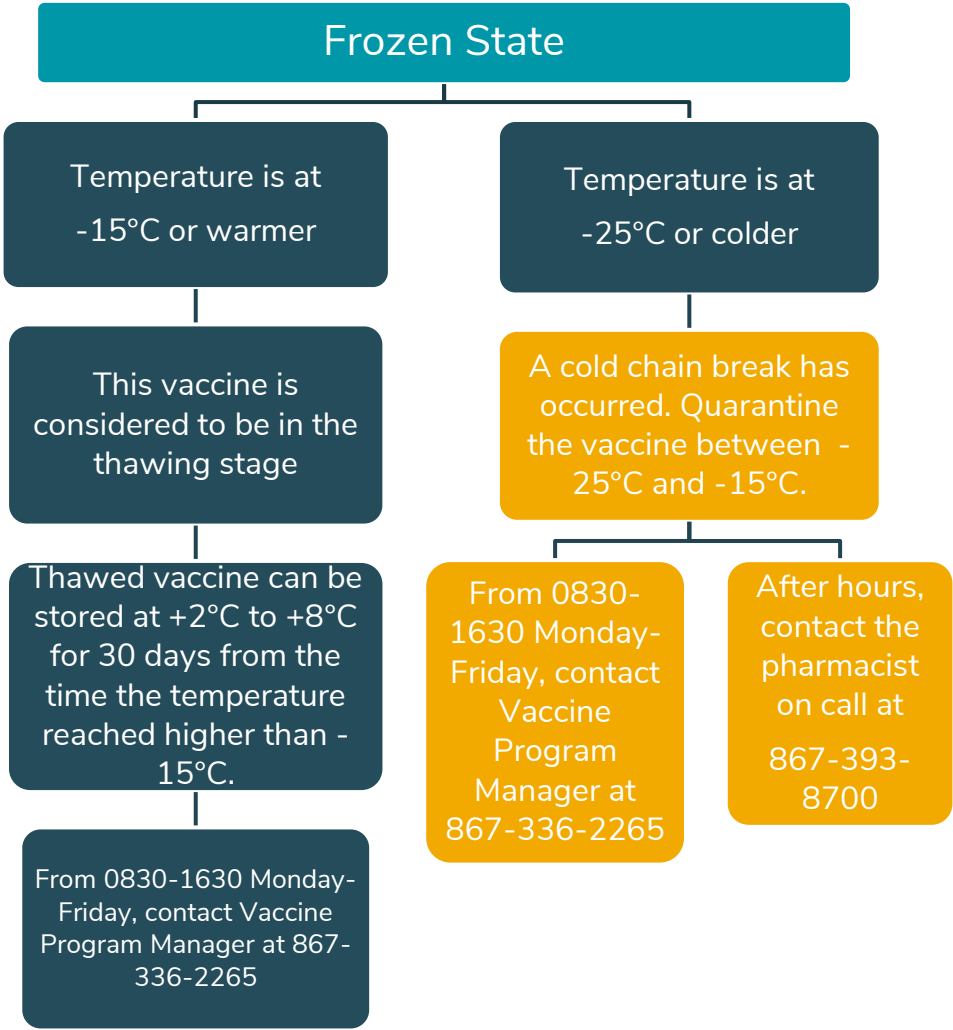 Frozen State
Temperature is at
-15°C or warmer
Temperature is at
-25°C or colder
This vaccine is
considered to be in the
thawing stage
A cold chain break has
occurred. Quarantine
the vaccine between -
25°C and -15°C.
Thawed vaccine can be
stored at +2°C to +8°C
for 30 days from the
time the temperature
reached higher than -
15°C.
From 0830-
1630 Monday-
Friday, contact
Vaccine
Program
Manager at
867-336-2265
After hours,
contact the
pharmacist
on call at
867-393-
8700
From 0830-1630 Monday-
Friday, contact Vaccine
Program Manager at 867-
336-2265